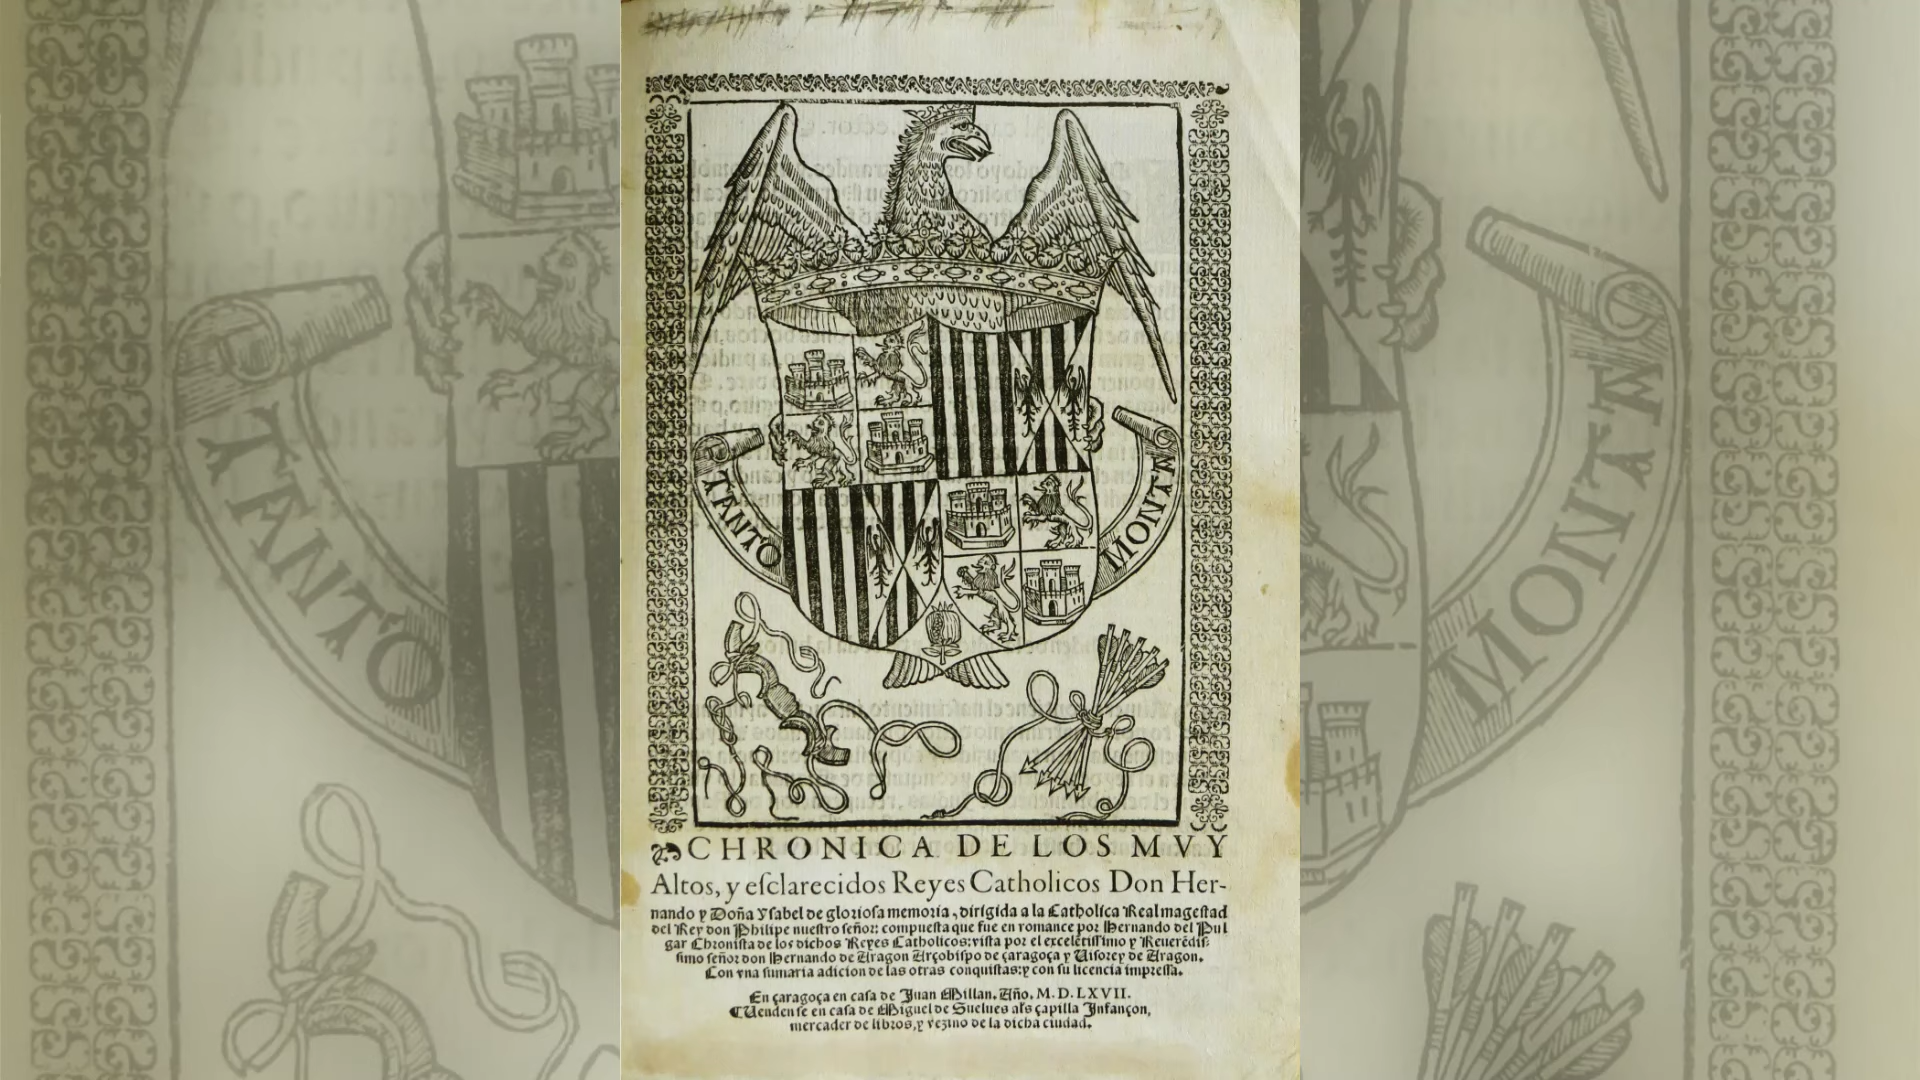 TANTO
MONTA
CHRONICA DE LOS MVY
Altos, y esclarecidos Reyes Catholicos Don Her-
nando y Doña Ysabel de gloriosa memoria, dirigida a la Catholica Real magestad
del Rey don Philipe nuestro señor: compuesta que fue en romance por Hernando del Pul
gar Chronista de los dichos Reyes Catholicos: vista por el excelētissimo y Reuerēdis-
simo señor don Hernando de Aragon Arçobispo de çaragoça y Uisorey de Aragon.
Con vna sumaria adicion de las otras conquistas: y con su licencia impressa.
En çaragoça en casa de Juan Millan. Año. M.D.LXVII.
Uendense en casa de Miguel de Suelues als çapilla Infançon,
mercader de libros, y vezino de la dicha ciudad.